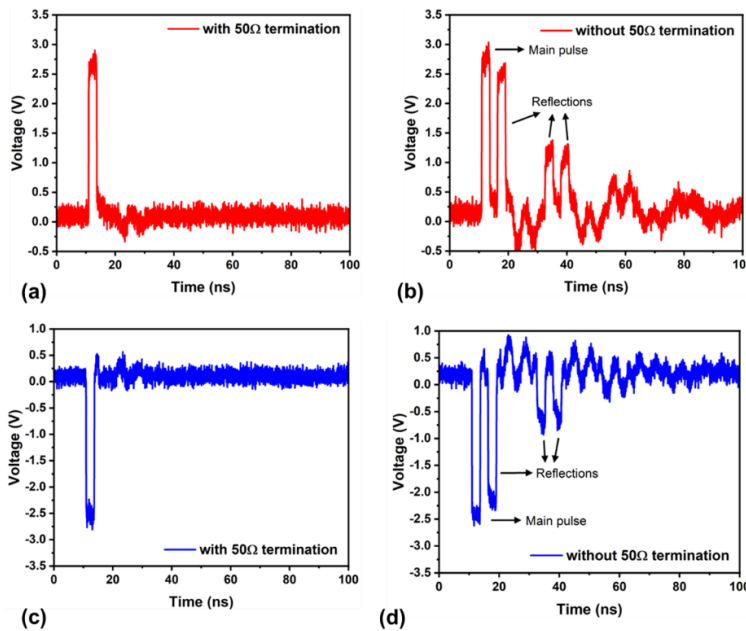 with 50Ω termination
3.5
3.0
2.5
2.0
1.5
1.0
0.5
0.0
-0.5
Voltage (V)
0 20 40 60 80 100
Time (ns)
(a)
without 50Ω termination
Main pulse
Reflections
3.5
3.0
2.5
2.0
1.5
1.0
0.5
0.0
-0.5
Voltage (V)
0 20 40 60 80 100
Time (ns)
(b)
1.0
0.5
0.0
-0.5
-1.0
-1.5
-2.0
-2.5
-3.0
-3.5
Voltage (V)
with 50Ω termination
0 20 40 60 80 100
Time (ns)
(c)
1.0
0.5
0.0
-0.5
-1.0
-1.5
-2.0
-2.5
-3.0
-3.5
Voltage (V)
Reflections
Main pulse
without 50Ω termination
0 20 40 60 80 100
Time (ns)
(d)